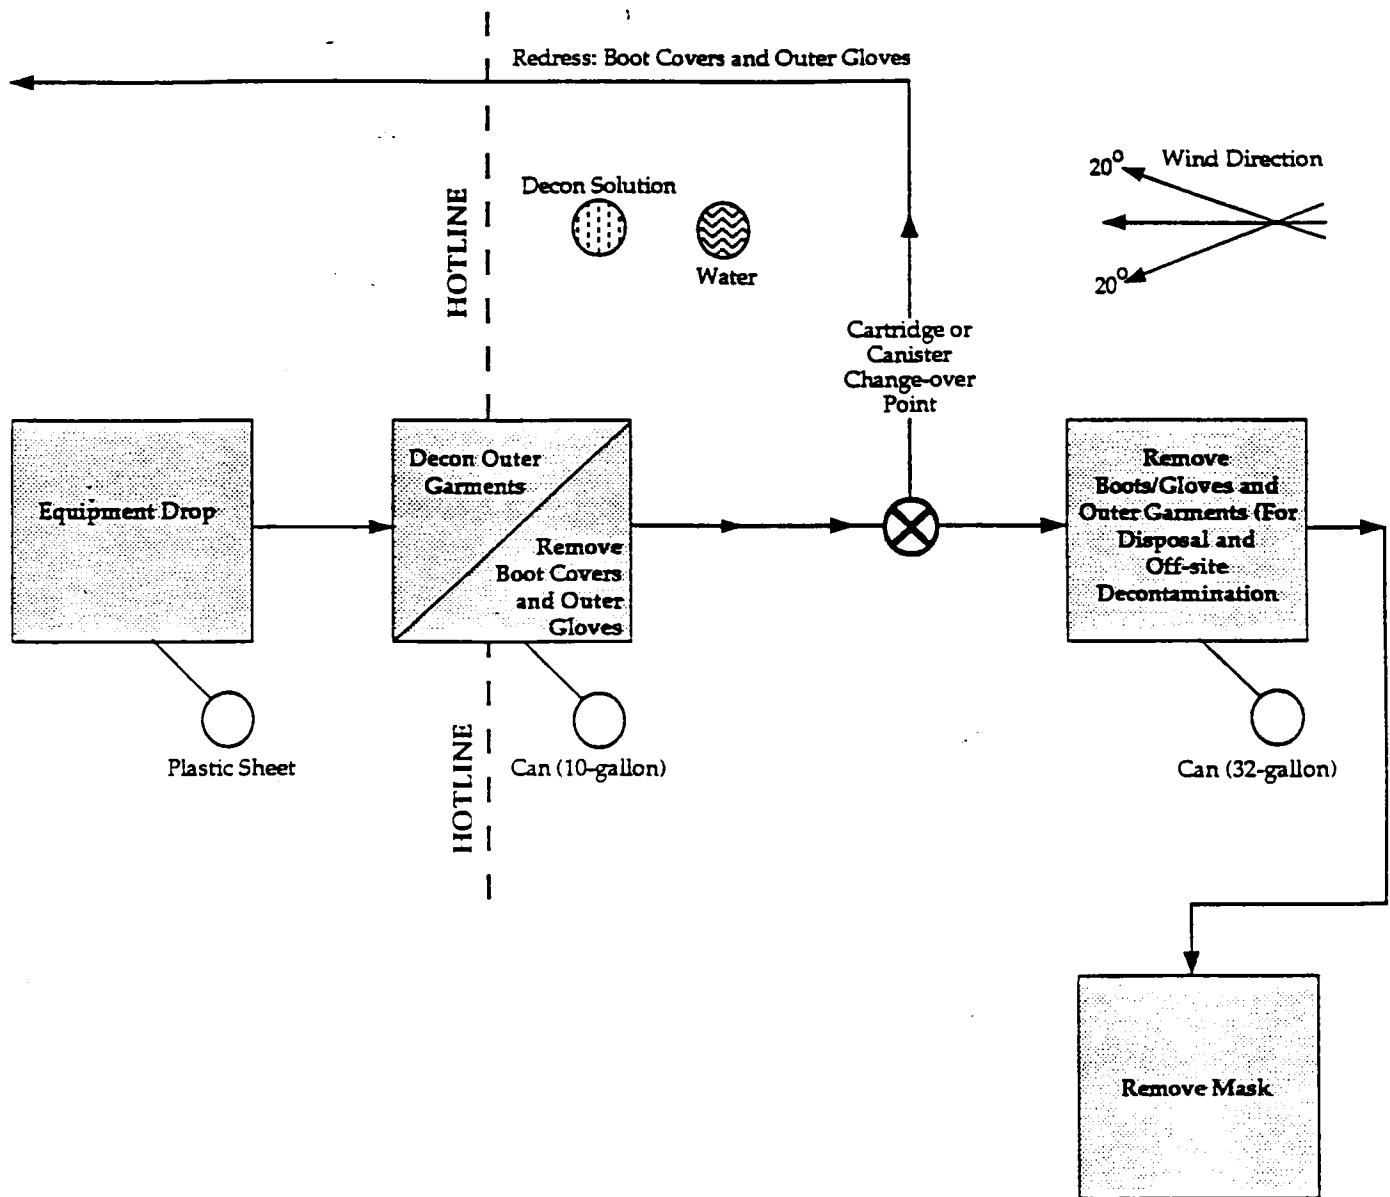 Redress: Boot Covers and Outer Gloves
20°
Wind Direction
20°
HOTLINE
Decon Solution
Water
Cartridge or
Canister
Change-over
Point
Equipment Drop
Decon Outer
Garments
Remove
Boot Covers
and Outer
Gloves
Remove
Boots/Gloves and
Outer Garments (For
Disposal and
Off-site
Decontamination
Plastic Sheet
HOTLINE
Can (10-gallon)
Can (32-gallon)
Remove Mask